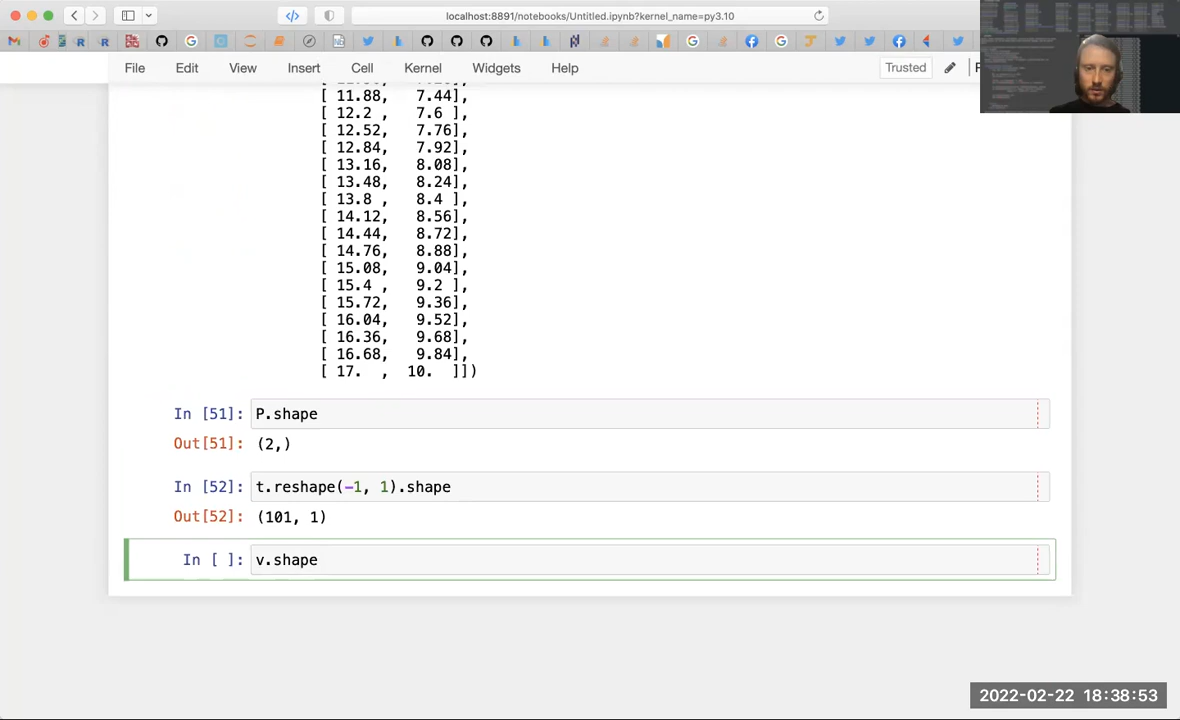 localhost:8891/notebooks/Untitled.ipynb?kernel_name=py3.10
File Edit View Insert Cell Kernel Widgets Help Trusted
[ 11.88, 7.44],
[ 12.2 , 7.6 ],
[ 12.52, 7.76],
[ 12.84, 7.92],
[ 13.16, 8.08],
[ 13.48, 8.24],
[ 13.8 , 8.4 ],
[ 14.12, 8.56],
[ 14.44, 8.72],
[ 14.76, 8.88],
[ 15.08, 9.04],
[ 15.4 , 9.2 ],
[ 15.72, 9.36],
[ 16.04, 9.52],
[ 16.36, 9.68],
[ 16.68, 9.84],
[ 17. , 10. ]])
In [51]: P.shape
Out[51]: (2,)
In [52]: t.reshape(-1, 1).shape
Out[52]: (101, 1)
In [ ]: v.shape
2022-02-22 18:38:53